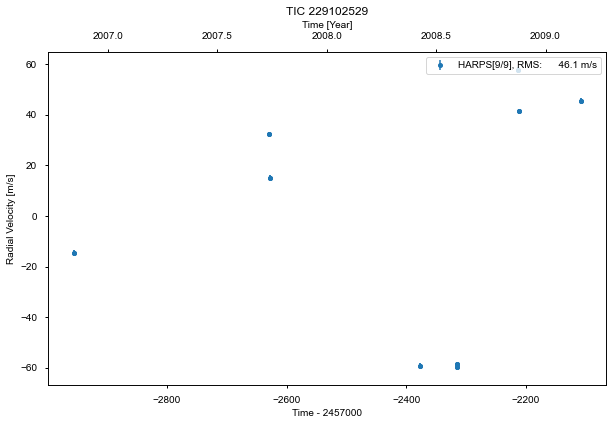 TIC 229102529
Time [Year]
2007.0 2007.5 2008.0 2008.5 2009.0
HARPS[9/9], RMS: 46.1 m/s
60
40
20
0
−20
−40
−60
Radial Velocity [m/s]
−2800 −2600 −2400 −2200
Time - 2457000